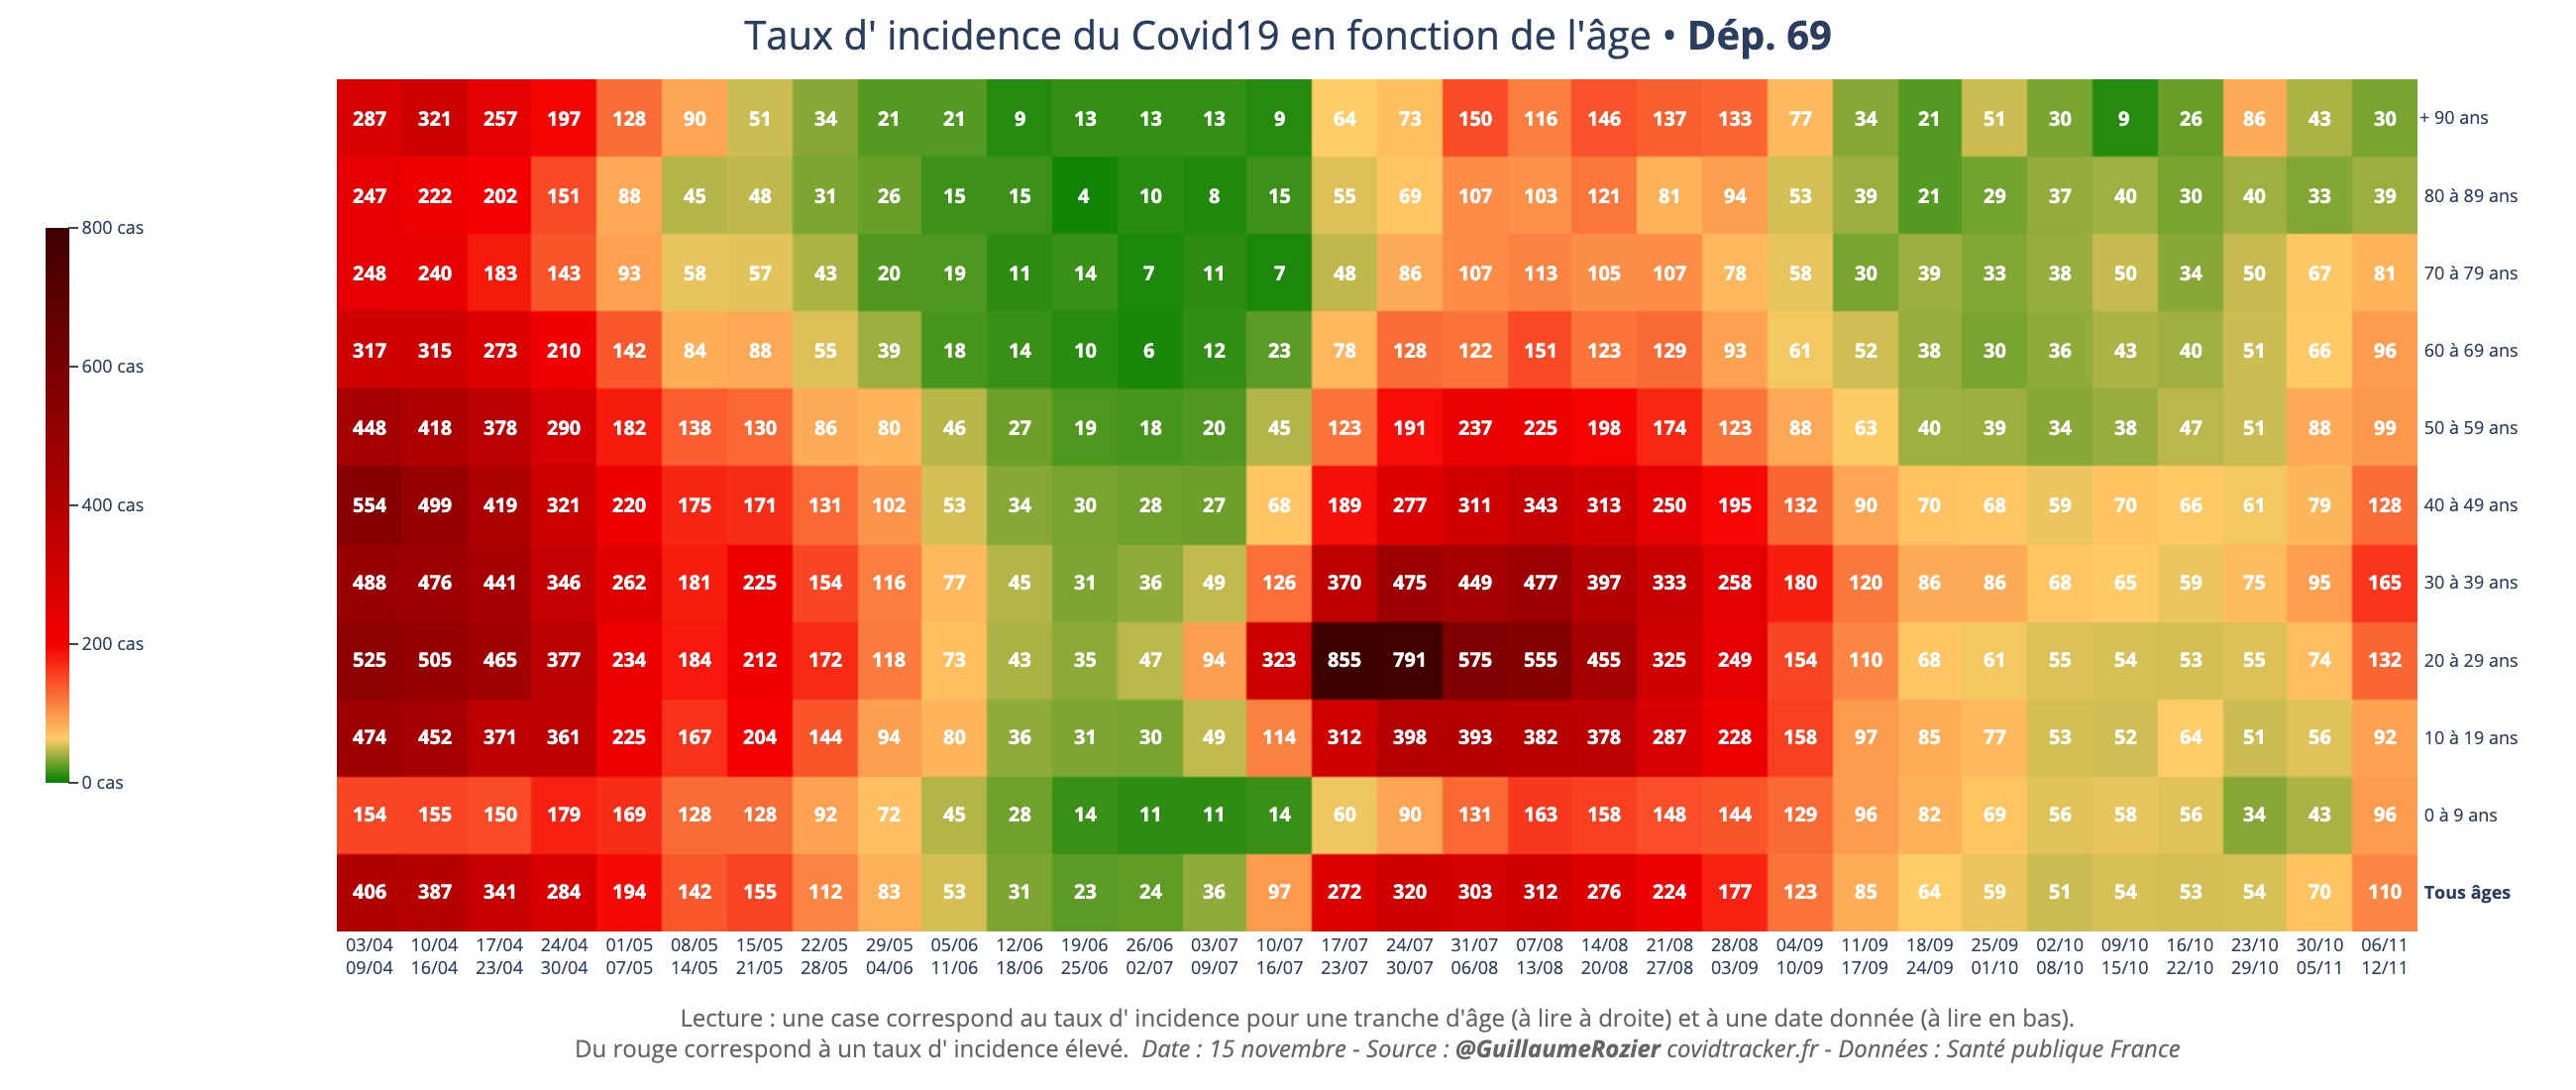 Taux d' incidence du Covid19 en fonction de l'âge • Dép. 69
800 cas
600 cas
400 cas
200 cas
0 cas
287 321 257 197 128 90 51 34 21 21 9 13 13 13 9 64 73 150 116 146 137 133 77 34 21 51 30 9 26 86 43 30 + 90 ans
247 222 202 151 88 45 48 31 26 15 15 4 10 8 15 55 69 107 103 121 81 94 53 39 21 29 37 40 30 40 33 39 80 à 89 ans
248 240 183 143 93 58 57 43 20 19 11 14 7 11 7 48 86 107 113 105 107 78 58 30 39 33 38 50 34 50 67 81 70 à 79 ans
317 315 273 210 142 84 88 55 39 18 14 10 6 12 23 78 128 122 151 123 129 93 61 52 38 30 36 43 40 51 66 96 60 à 69 ans
448 418 378 290 182 138 130 86 80 46 27 19 18 20 45 123 191 237 225 198 174 123 88 63 40 39 34 38 47 51 88 99 50 à 59 ans
554 499 419 321 220 175 171 131 102 53 34 30 28 27 68 189 277 311 343 313 250 195 132 90 70 68 59 70 66 61 79 128 40 à 49 ans
488 476 441 346 262 181 225 154 116 77 45 31 36 49 126 370 475 449 477 397 333 258 180 120 86 86 68 65 59 75 95 165 30 à 39 ans
525 505 465 377 234 184 212 172 118 73 43 35 47 94 323 855 791 575 555 455 325 249 154 110 68 61 55 54 53 55 74 132 20 à 29 ans
474 452 371 361 225 167 204 144 94 80 36 31 30 49 114 312 398 393 382 378 287 228 158 97 85 77 53 52 64 51 56 92 10 à 19 ans
154 155 150 179 169 128 128 92 72 45 28 14 11 11 14 60 90 131 163 158 148 144 129 96 82 69 56 58 56 34 43 96 0 à 9 ans
406 387 341 284 194 142 155 112 83 53 31 23 24 36 97 272 320 303 312 276 224 177 123 85 64 59 51 54 53 54 70 110 Tous âges
03/04 10/04 17/04 24/04 01/05 08/05 15/05 22/05 29/05 05/06 12/06 19/06 26/06 03/07 10/07 17/07 24/07 31/07 07/08 14/08 21/08 28/08 04/09 11/09 18/09 25/09 02/10 09/10 16/10 23/10 30/10 06/11
09/04 16/04 23/04 30/04 07/05 14/05 21/05 28/05 04/06 11/06 18/06 25/06 02/07 09/07 16/07 23/07 30/07 06/08 13/08 20/08 27/08 03/09 10/09 17/09 24/09 01/10 08/10 15/10 22/10 29/10 05/11 12/11
Lecture : une case correspond au taux d' incidence pour une tranche d'âge (à lire à droite) et à une date donnée (à lire en bas).
Du rouge correspond à un taux d' incidence élevé. Date : 15 novembre - Source : @GuillaumeRozier covidtracker.fr - Données : Santé publique France